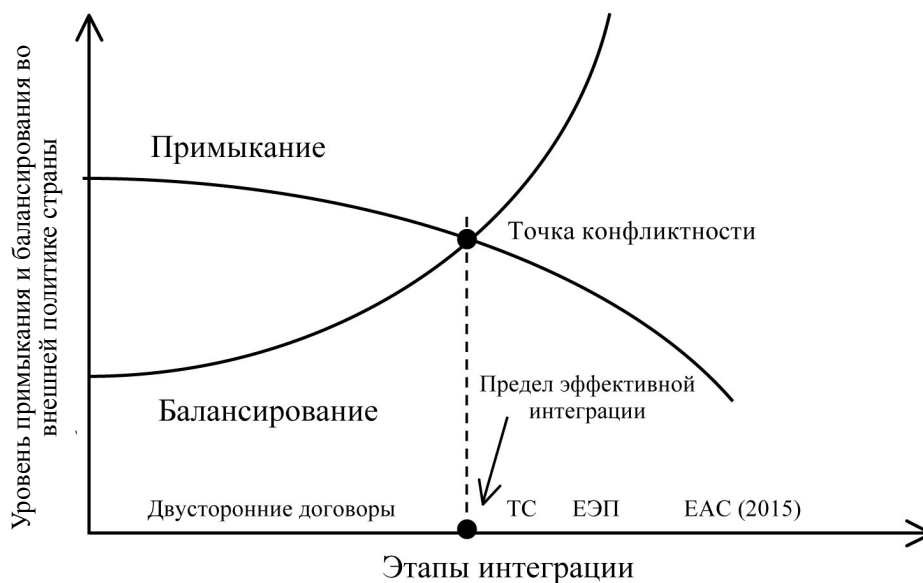 Уровень примыкания и балансирования во
внешней политике страны
Примыкание
Точка конфликтности
Балансирование
Предел эффективной
интеграции
Двусторонние договоры
ТС
ЕЭП
ЕАС (2015)
Этапы интеграции